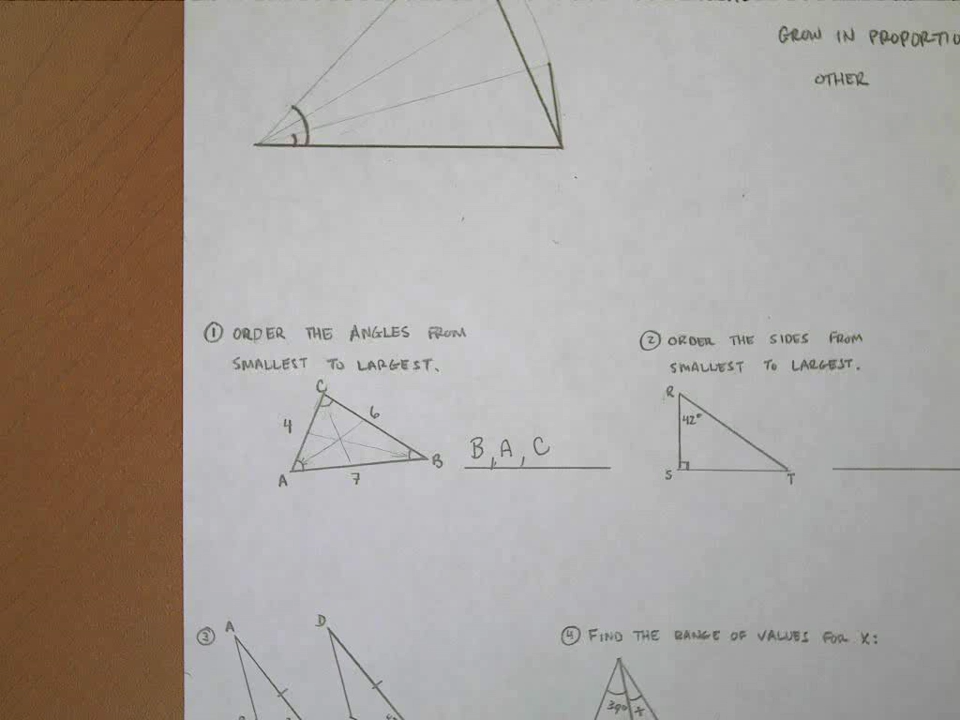 GROW IN PROPORTIO
OTHER
① ORDER THE ANGLES FROM
SMALLEST TO LARGEST.
C
4
6
A
7
B
B, A, C
② ORDER THE SIDES FROM
SMALLEST TO LARGEST.
R
42°
S
T
③
A
D
④ FIND THE RANGE OF VALUES FOR X:
39°
x